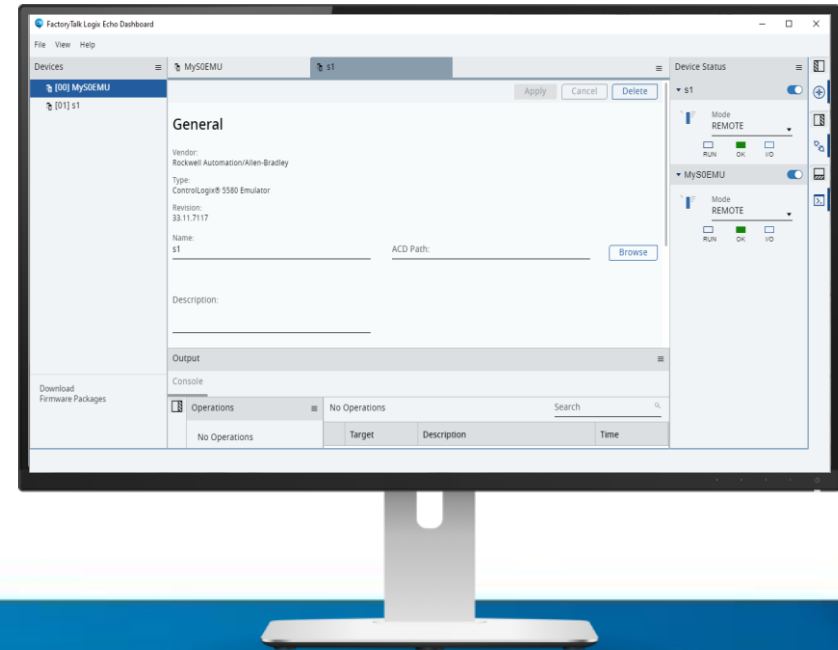 FactoryTalk Logix Echo Dashboard
File View Help
Devices
[00] MyS0EMU
[01] s1
Download
Firmware Packages
MyS0EMU
s1
Apply
Cancel
Delete
General
Vendor:
Rockwell Automation/Allen-Bradley
Type:
ControlLogix® 5580 Emulator
Revision:
33.11.7117
Name:
s1
ACD Path:
Browse
Description:
Output
Console
Operations
No Operations
No Operations
Search
Target Description Time
Device Status
s1
Mode
REMOTE
RUN OK I/O
MyS0EMU
Mode
REMOTE
RUN OK I/O